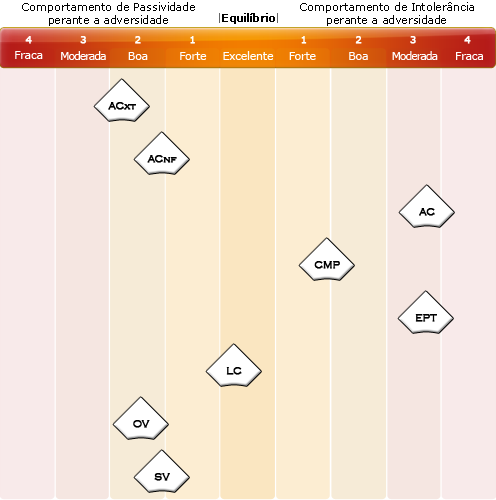 Comportamento de Passividade
perante a adversidade
|Equilíbrio|
Comportamento de Intolerância
perante a adversidade
4 3 2 1 1 2 3 4
Fraca Moderada Boa Forte Excelente Forte Boa Moderada Fraca
ACXT
ACNF
AC
CMP
EPT
LC
OV
SV